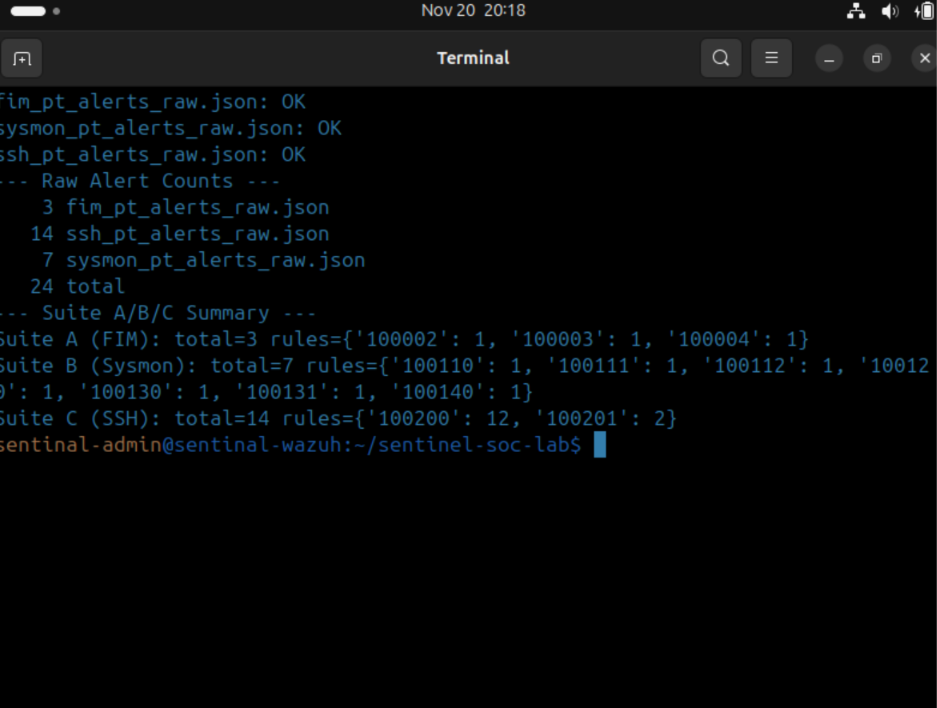 Nov 20 20:18
Terminal
fim_pt_alerts_raw.json: OK
sysmon_pt_alerts_raw.json: OK
ssh_pt_alerts_raw.json: OK
--- Raw Alert Counts ---
3 fim_pt_alerts_raw.json
14 ssh_pt_alerts_raw.json
7 sysmon_pt_alerts_raw.json
24 total
--- Suite A/B/C Summary ---
Suite A (FIM): total=3 rules={'100002': 1, '100003': 1, '100004': 1}
Suite B (Sysmon): total=7 rules={'100110': 1, '100111': 1, '100112': 1, '10012
0': 1, '100130': 1, '100131': 1, '100140': 1}
Suite C (SSH): total=14 rules={'100200': 12, '100201': 2}
sentinal-admin@sentinal-wazuh:~/sentinel-soc-lab$